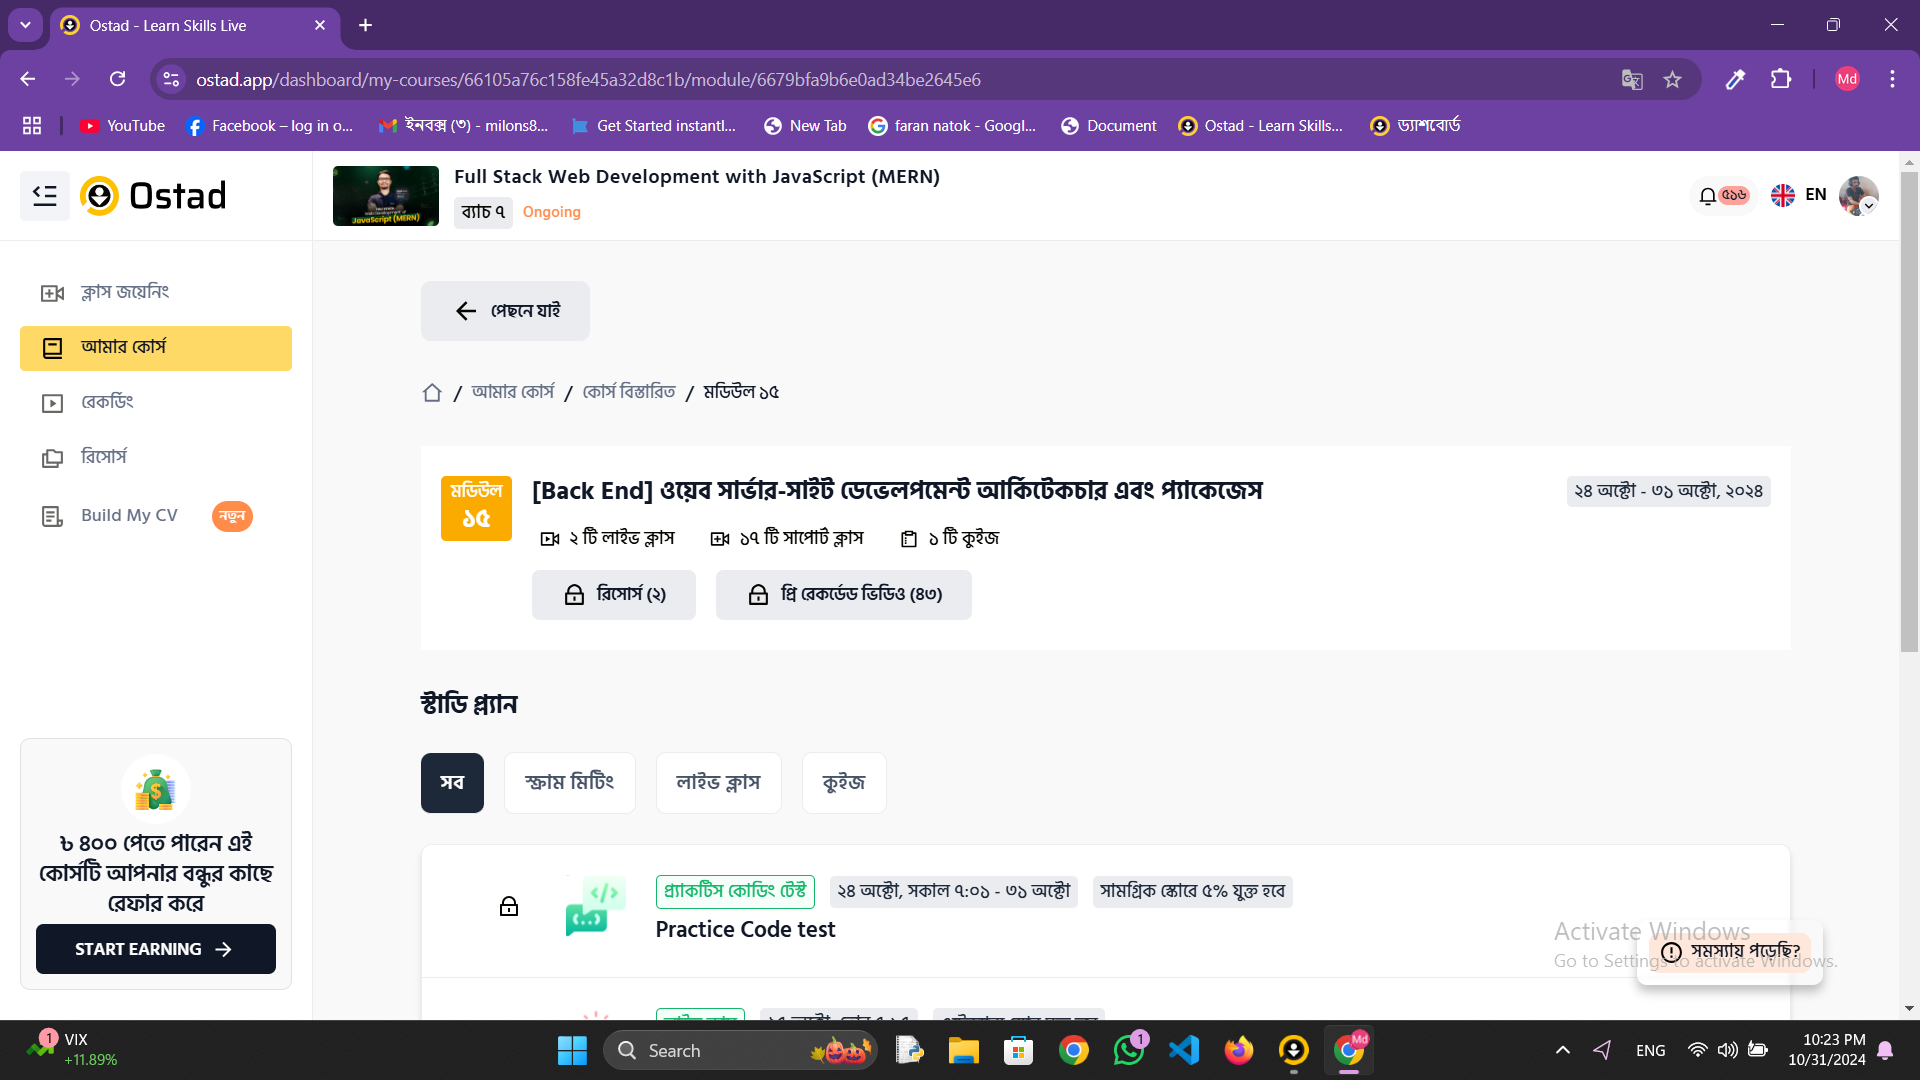 Ostad - Learn Skills Live
ostad.app/dashboard/my-courses/66105a76c158fe45a32d8c1b/module/6679bfa9b6e0ad34be2645e6
Md
YouTube
Facebook – log in o...
ইনবক্স (৩) - milons8...
Get Started instantl...
New Tab
faran natok - Googl...
Document
Ostad - Learn Skills...
ড্যাশবোর্ড
Ostad
JavaScript (MERN)
Full Stack Web Development with JavaScript (MERN)
ব্যাচ ৭
Ongoing
৫১৬
EN
ক্লাস জয়েনিং
আমার কোর্স
রেকর্ডিং
রিসোর্স
Build My CV
নতুন
৳ ৪০০ পেতে পারেন এই
কোর্সটি আপনার বন্ধুর কাছে
রেফার করে
START EARNING
পেছনে যাই
/ আমার কোর্স / কোর্স বিস্তারিত / মডিউল ১৫
মডিউল
১৫
[Back End] ওয়েব সার্ভার-সাইট ডেভেলপমেন্ট আর্কিটেকচার এবং প্যাকেজেস
২৪ অক্টো - ৩১ অক্টো, ২০২৪
২ টি লাইভ ক্লাস
১৭ টি সাপোর্ট ক্লাস
১ টি কুইজ
রিসোর্স (২)
প্রি রেকর্ডেড ভিডিও (৪৩)
স্টাডি প্ল্যান
সব
স্ক্রাম মিটিং
লাইভ ক্লাস
কুইজ
প্র্যাকটিস কোডিং টেস্ট
২৪ অক্টো, সকাল ৭:০১ - ৩১ অক্টো
সামগ্রিক স্কোরে ৫% যুক্ত হবে
Practice Code test
Activate Windows
Go to Settings to activate Windows.
সমস্যায় পড়েছি?
1
VIX
+11.89%
Search
1
Md
ENG
10:23 PM
10/31/2024